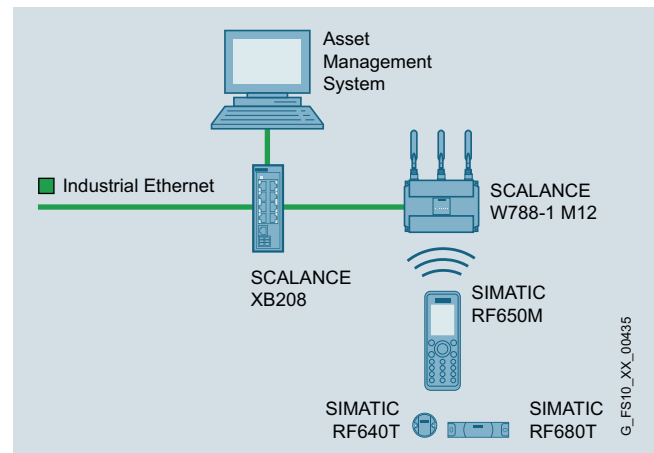 Asset
Management
System
Industrial Ethernet
SCALANCE
W788-1 M12
SCALANCE
XB208
SIMATIC
RF650M
SIMATIC
RF640T
SIMATIC
RF680T
G_FS10_XX_00435